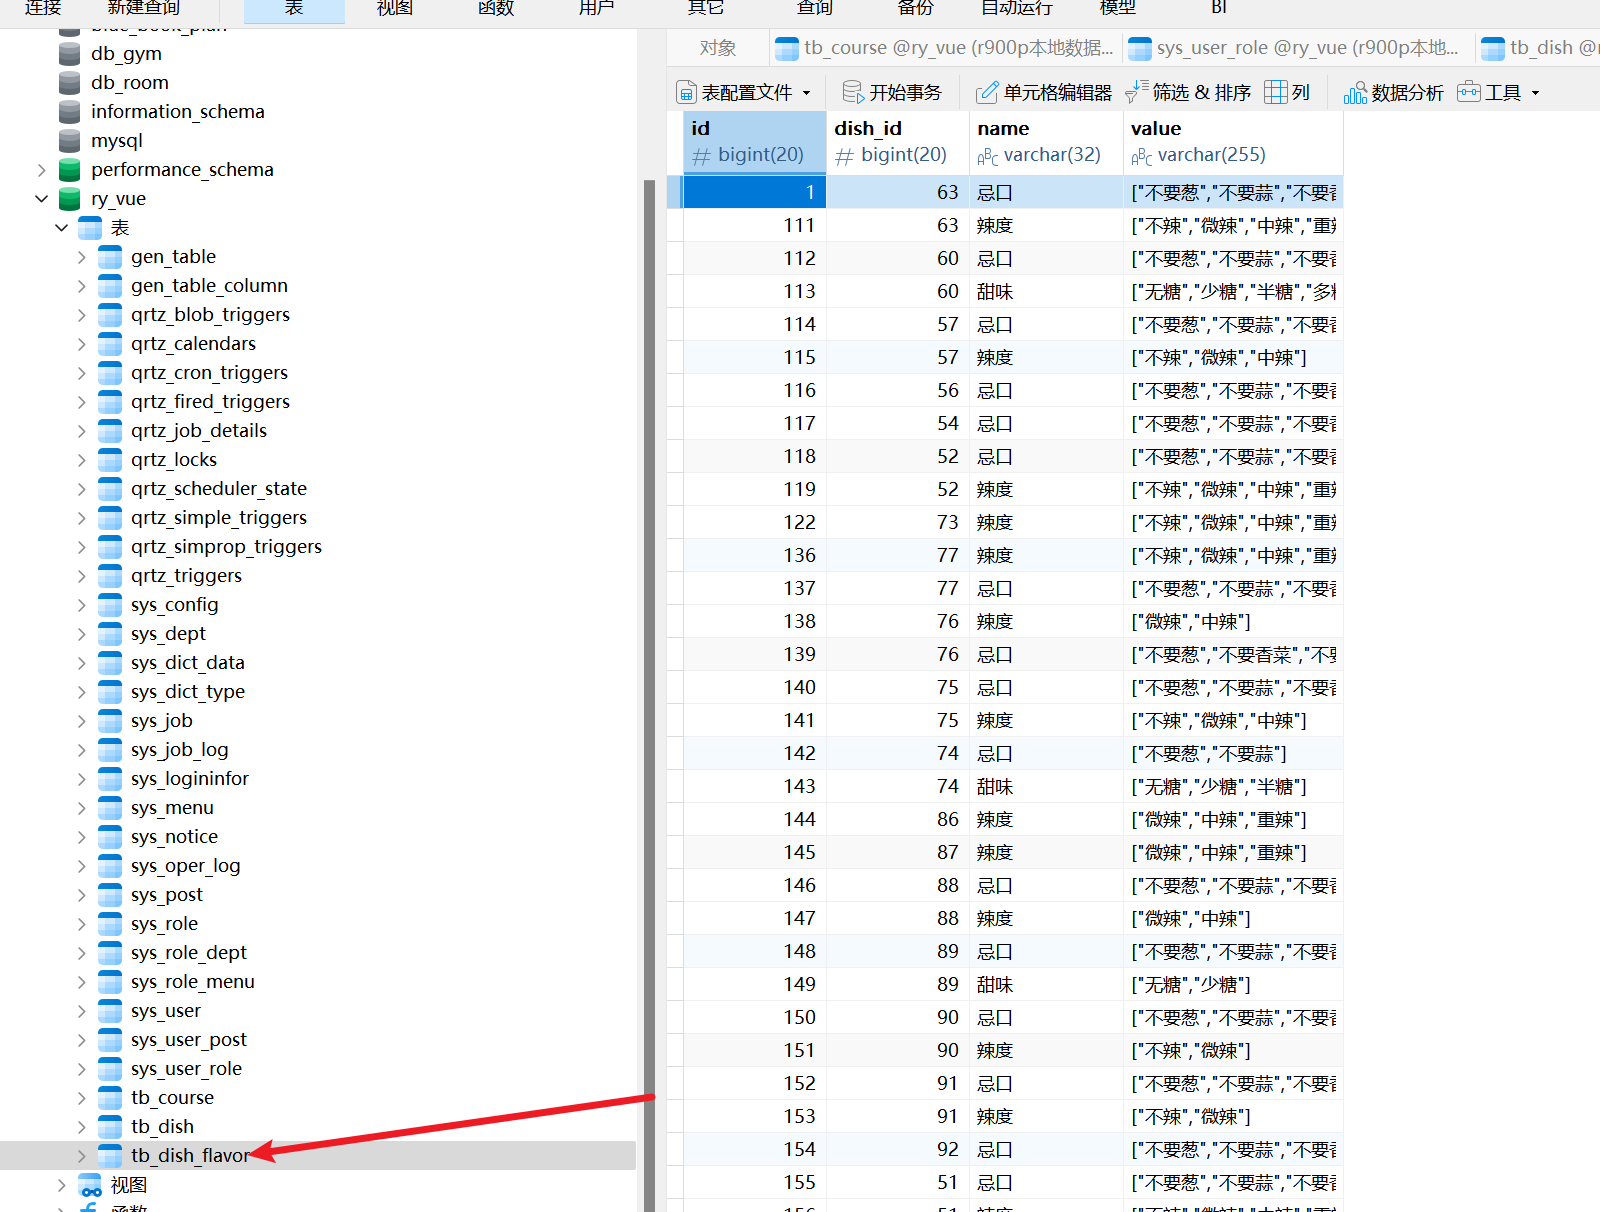 连接 新建查询 表 视图 函数 用户 其它 查询 备份 自动运行 模型 BI
db_gym
db_room
information_schema
mysql
performance_schema
ry_vue
表
gen_table
gen_table_column
qrtz_blob_triggers
qrtz_calendars
qrtz_cron_triggers
qrtz_fired_triggers
qrtz_job_details
qrtz_locks
qrtz_scheduler_state
qrtz_simple_triggers
qrtz_simprop_triggers
qrtz_triggers
sys_config
sys_dept
sys_dict_data
sys_dict_type
sys_job
sys_job_log
sys_logininfor
sys_menu
sys_notice
sys_oper_log
sys_post
sys_role
sys_role_dept
sys_role_menu
sys_user
sys_user_post
sys_user_role
tb_course
tb_dish
tb_dish_flavor
视图
函数
对象 tb_course @ry_vue (r900p本地数据... sys_user_role @ry_vue (r900p本地... tb_dish @
表配置文件 开始事务 单元格编辑器 筛选 & 排序 列 数据分析 工具
id dish_id name value
# bigint(20) # bigint(20) ABC varchar(32) ABC varchar(255)
1 63 忌口 ["不要葱","不要蒜","不要香
111 63 辣度 ["不辣","微辣","中辣","重辣
112 60 忌口 ["不要葱","不要蒜","不要香
113 60 甜味 ["无糖","少糖","半糖","多糖
114 57 忌口 ["不要葱","不要蒜","不要香
115 57 辣度 ["不辣","微辣","中辣"]
116 56 忌口 ["不要葱","不要蒜","不要香
117 54 忌口 ["不要葱","不要蒜","不要香
118 52 忌口 ["不要葱","不要蒜","不要香
119 52 辣度 ["不辣","微辣","中辣","重辣
122 73 辣度 ["不辣","微辣","中辣","重辣
136 77 辣度 ["不辣","微辣","中辣","重辣
137 77 忌口 ["不要葱","不要蒜","不要香
138 76 辣度 ["微辣","中辣"]
139 76 忌口 ["不要葱","不要香菜","不要
140 75 忌口 ["不要葱","不要蒜","不要香
141 75 辣度 ["不辣","微辣","中辣"]
142 74 忌口 ["不要葱","不要蒜"]
143 74 甜味 ["无糖","少糖","半糖"]
144 86 辣度 ["微辣","中辣","重辣"]
145 87 辣度 ["微辣","中辣","重辣"]
146 88 忌口 ["不要葱","不要蒜","不要香
147 88 辣度 ["微辣","中辣"]
148 89 忌口 ["不要葱","不要蒜","不要香
149 89 甜味 ["无糖","少糖"]
150 90 忌口 ["不要葱","不要蒜","不要香
151 90 辣度 ["不辣","微辣"]
152 91 忌口 ["不要葱","不要蒜","不要香
153 91 辣度 ["不辣","微辣"]
154 92 忌口 ["不要葱","不要蒜","不要香
155 51 忌口 ["不要葱","不要蒜","不要香